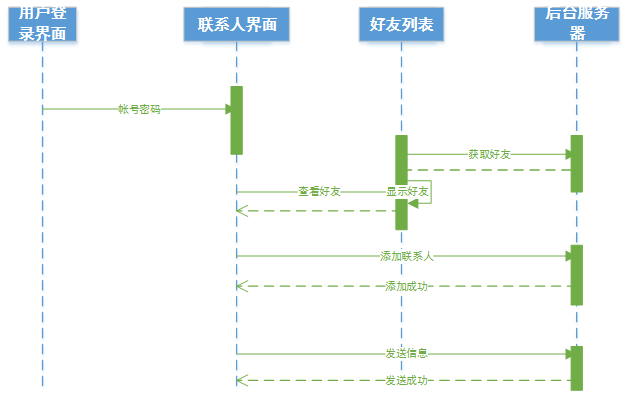 用户登
录界面
联系人界面
好友列表
后台服务
器
帐号密码
获取好友
查看好友
显示好友
添加联系人
添加成功
发送信息
发送成功